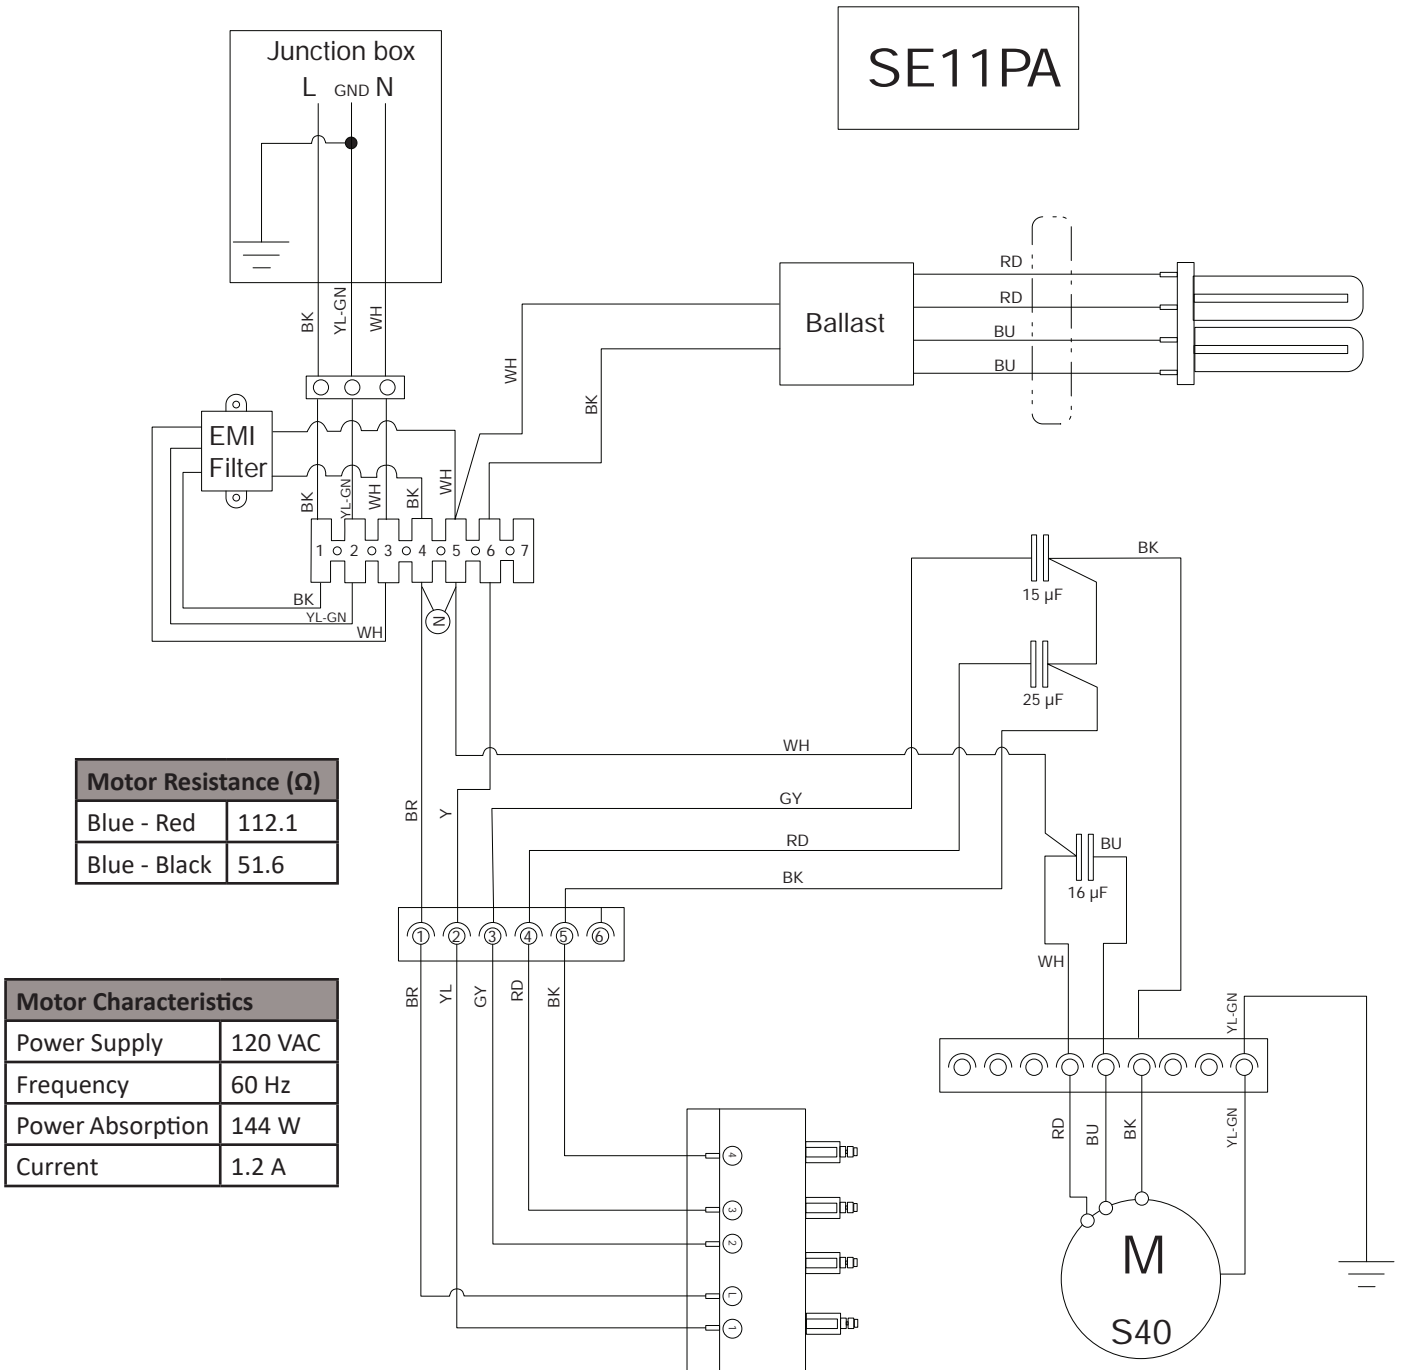 SE11PA
Junction box
L GND N
BK YL-GN WH
RD
RD
BU
BU
Ballast
WH
BK
EMI
Filter
BK YL-GN WH BK WH
1 2 3 4 5 6 7
BK
YL-GN
WH
N
BK
15 µF
25 µF
WH
GY
RD
BK
BU
16 µF
WH
BR Y
Motor Resistance (Ω)
Blue - Red 112.1
Blue - Black 51.6
1 2 3 4 5 6
BR YL GY RD BK
Motor Characteristics
Power Supply 120 VAC
Frequency 60 Hz
Power Absorption 144 W
Current 1.2 A
YL-GN
RD BU BK YL-GN
4
3
2
L
1
M
S40